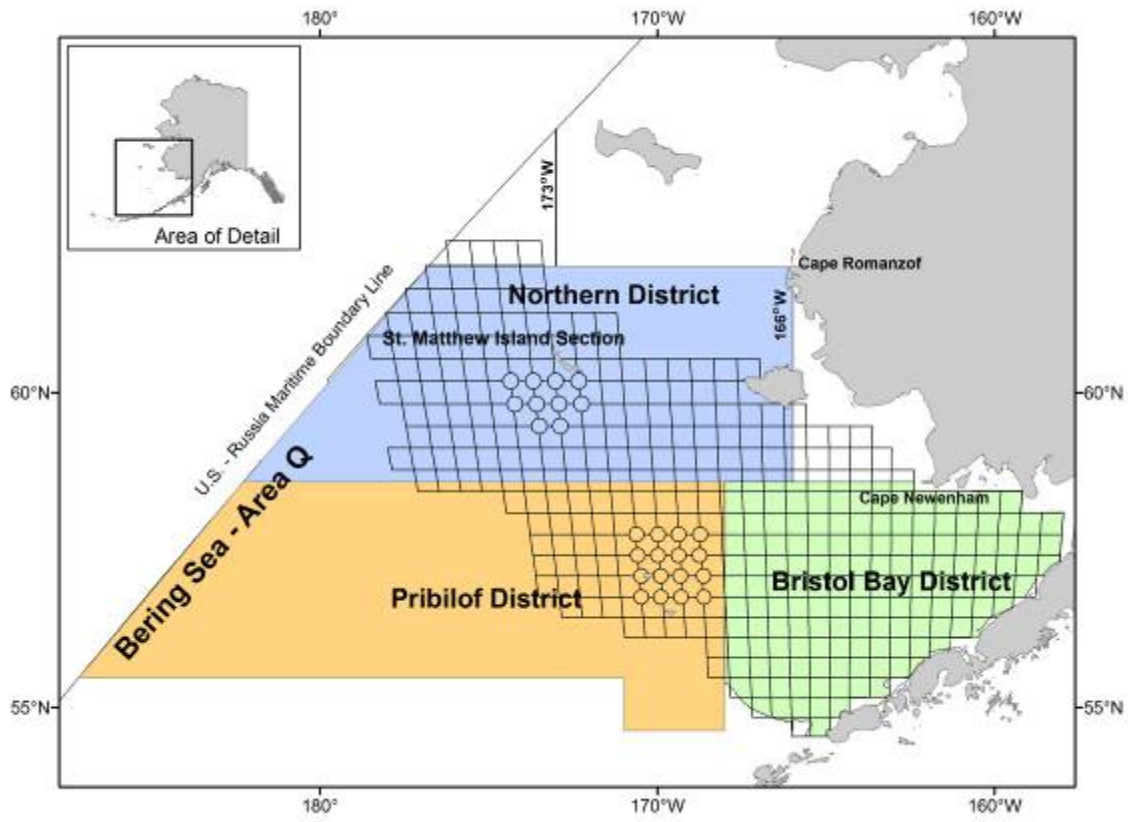 180°
170°W
160°W
Area of Detail
173°W
Cape Romanzof
Northern District
166°W
St. Matthew Island Section
U.S. - Russia Maritime Boundary Line
60°N
60°N
Bering Sea - Area Q
Cape Newenham
Bristol Bay District
Pribilof District
55°N
55°N
180°
170°W
160°W